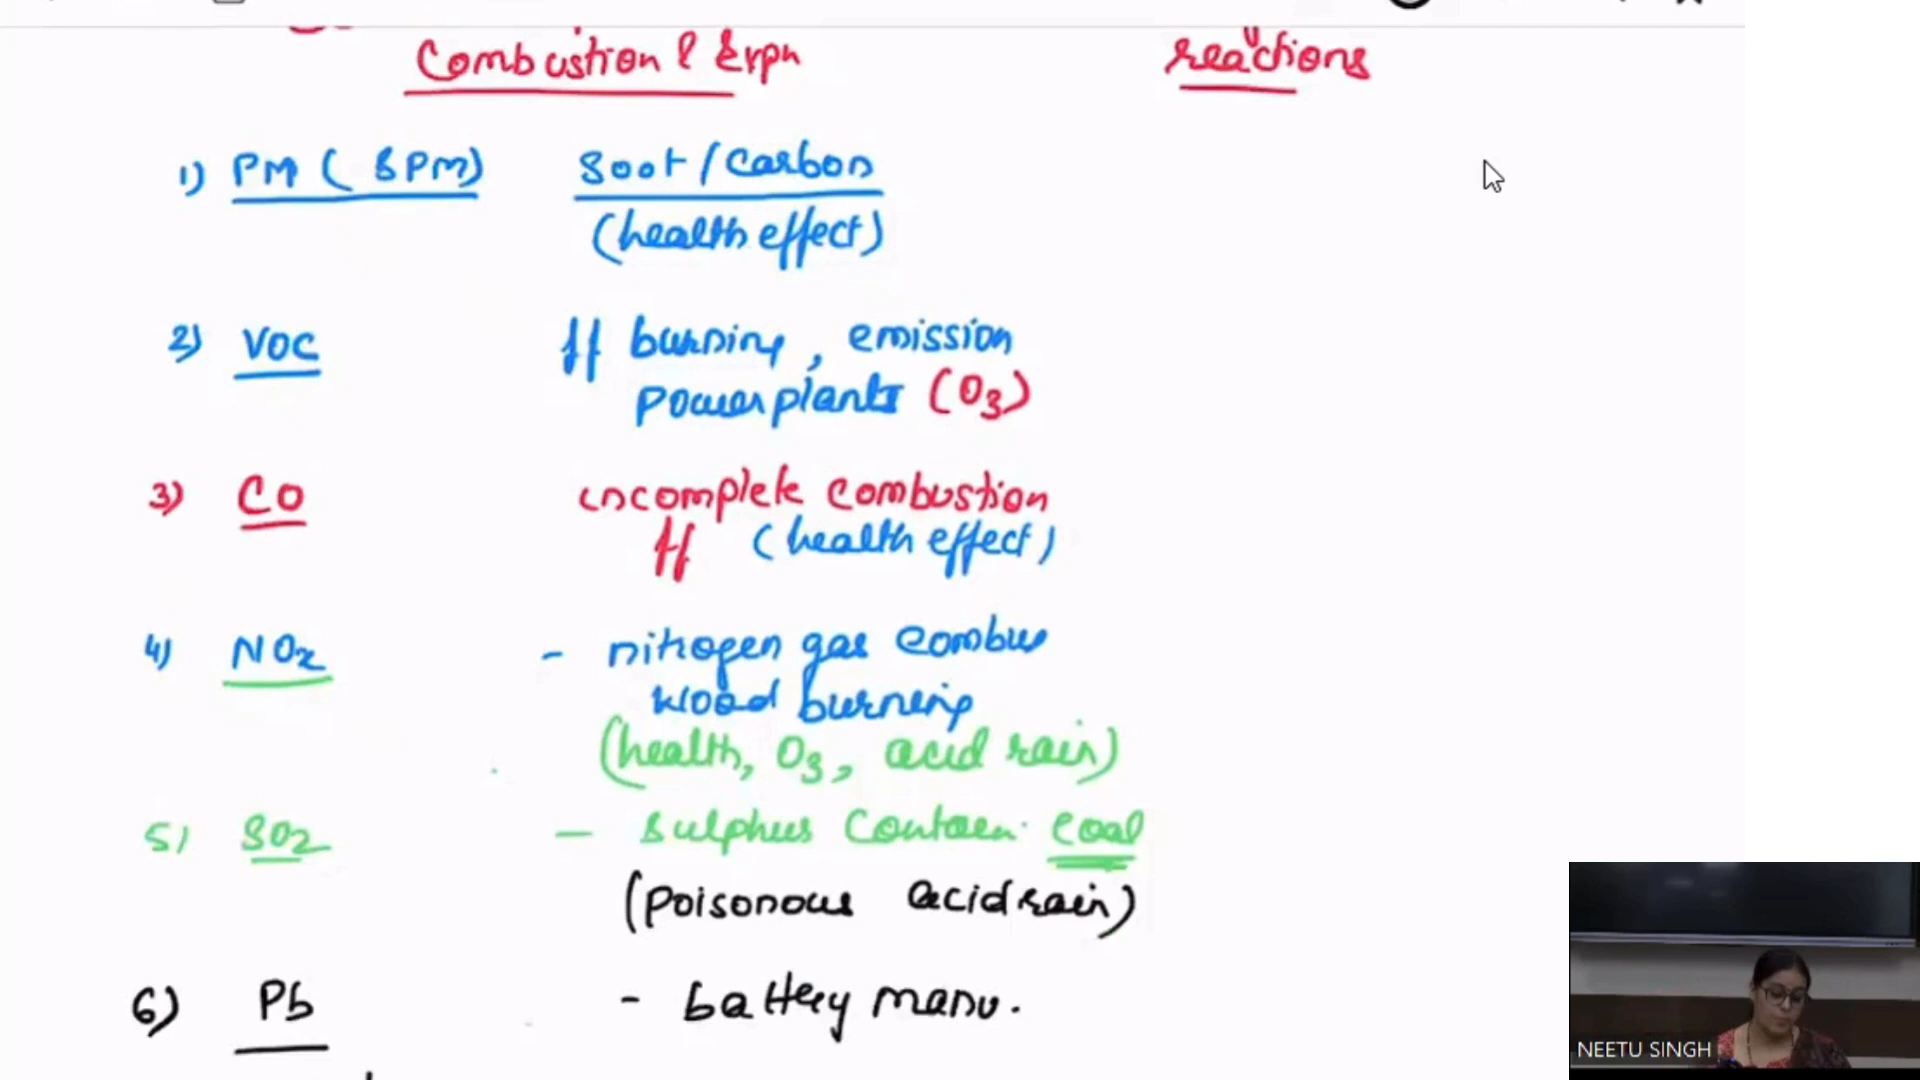 Combustion & Exp^n
reactions
1) PM (SPM) Soot/Carbon
(health effect)
2) VOC ff burning, emission
powerplants (O3)
3) CO incomplete combustion
ff (health effect)
4) NOx - nitrogen gas combus
wood burning
(health, O3, acid rain)
5) SO2 - Sulphur Contain. Coal
(Poisonous acid rain)
6) Pb - battery manu.
NEETU SINGH